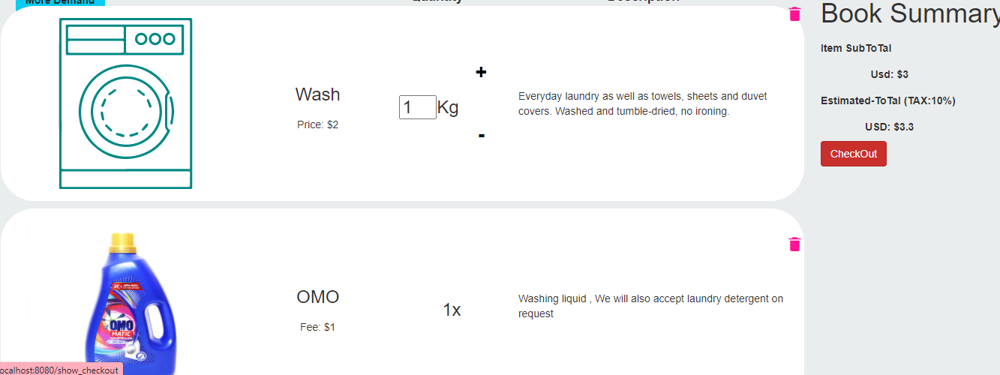 More Demand
Wash
Price: $2
1 Kg
+
-
Everyday laundry as well as towels, sheets and duvet
covers. Washed and tumble-dried, no ironing.
OMO
MATIC
OMO
Fee: $1
1x
Washing liquid , We will also accept laundry detergent on
request
Book Summary
Item SubToTal
Usd: $3
Estimated-ToTal (TAX:10%)
USD: $3.3
CheckOut
ocalhost:8080/show_checkout